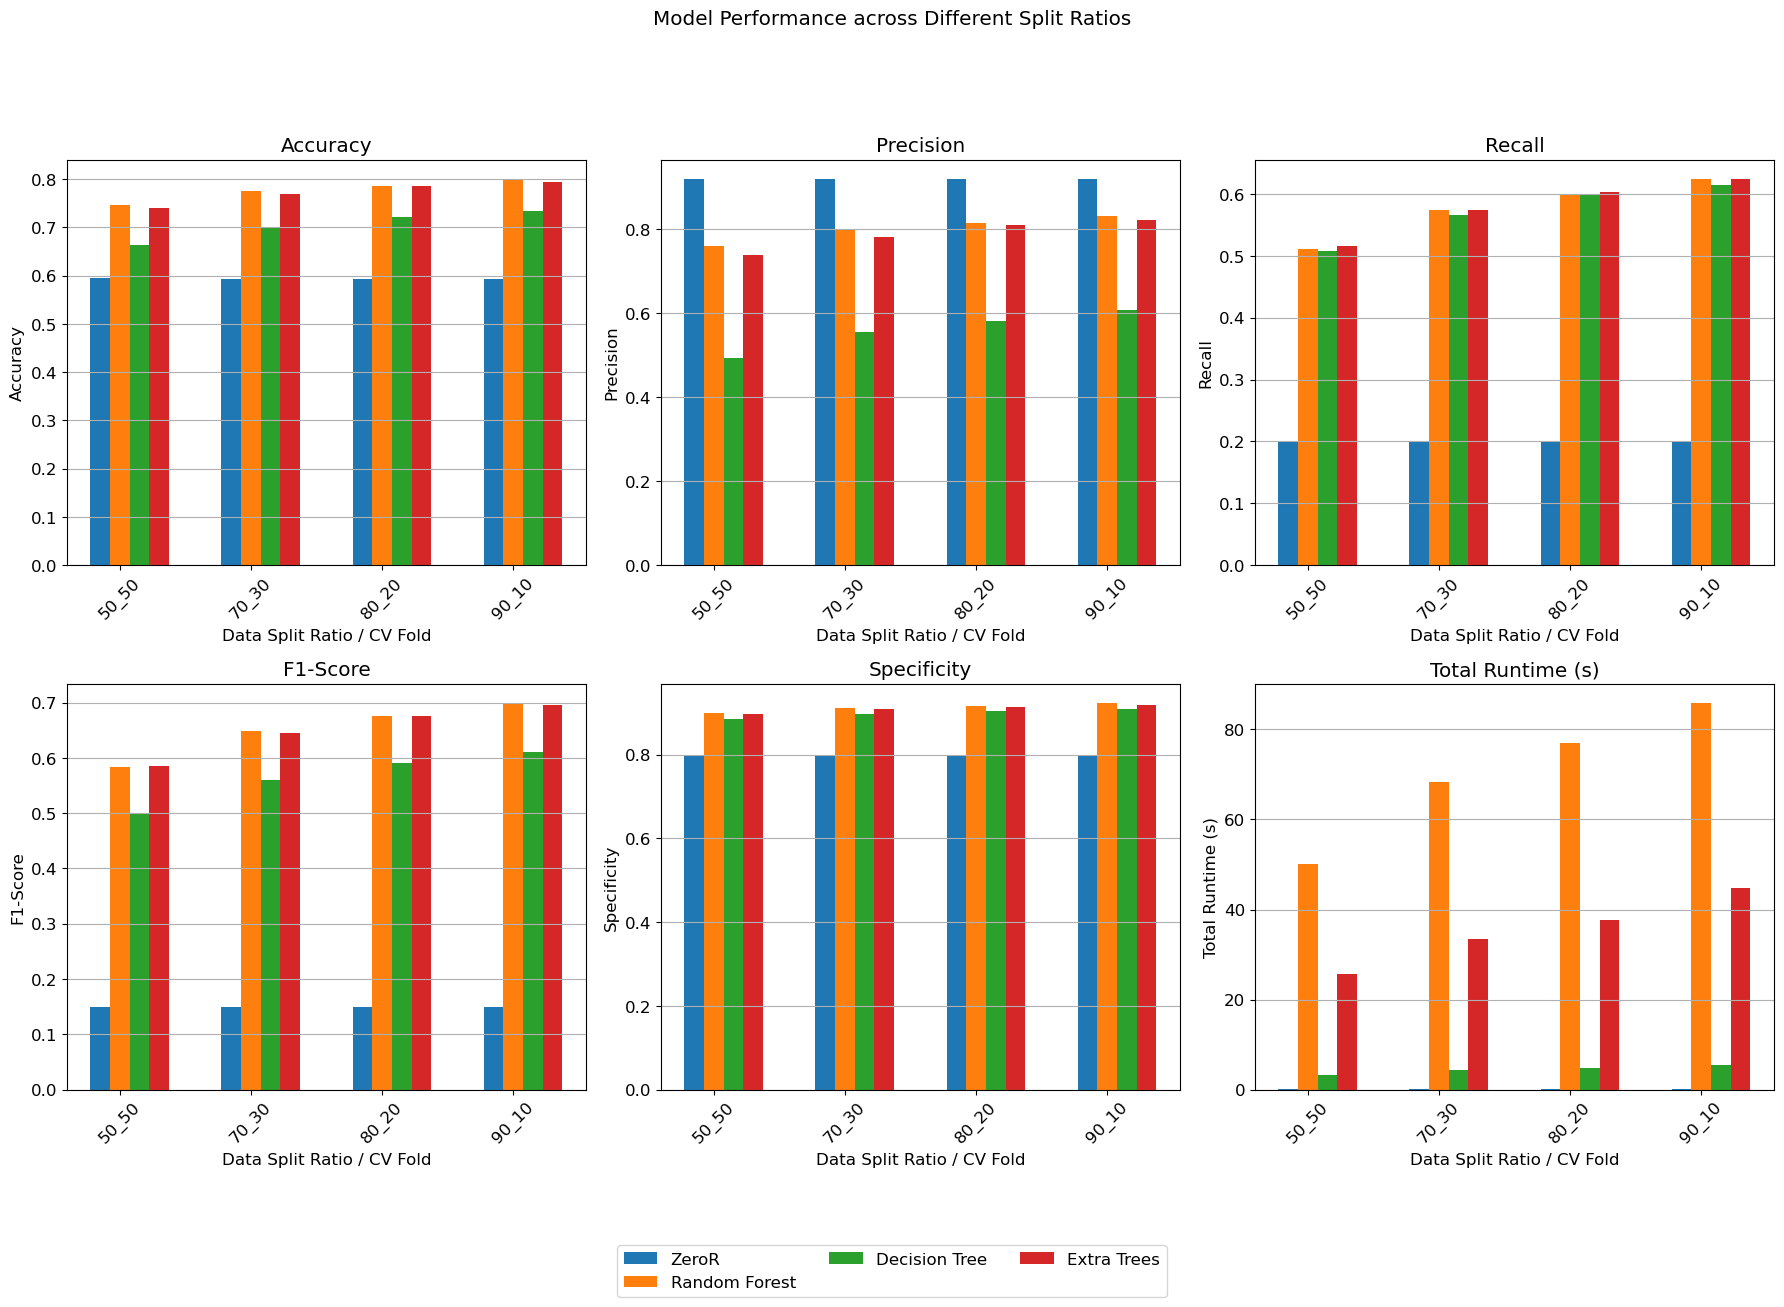 Model Performance across Different Split Ratios
Accuracy
Accuracy
0.8
0.7
0.6
0.5
0.4
0.3
0.2
0.1
0.0
50_50
70_30
80_20
90_10
Data Split Ratio / CV Fold
Precision
Precision
0.8
0.6
0.4
0.2
0.0
50_50
70_30
80_20
90_10
Data Split Ratio / CV Fold
Recall
Recall
0.6
0.5
0.4
0.3
0.2
0.1
0.0
50_50
70_30
80_20
90_10
Data Split Ratio / CV Fold
F1-Score
F1-Score
0.7
0.6
0.5
0.4
0.3
0.2
0.1
0.0
50_50
70_30
80_20
90_10
Data Split Ratio / CV Fold
Specificity
Specificity
0.8
0.6
0.4
0.2
0.0
50_50
70_30
80_20
90_10
Data Split Ratio / CV Fold
Total Runtime (s)
Total Runtime (s)
80
60
40
20
0
50_50
70_30
80_20
90_10
Data Split Ratio / CV Fold
ZeroR
Random Forest
Decision Tree
Extra Trees